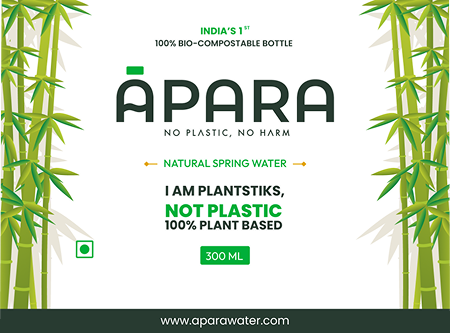 INDIA'S 1ST
100% BIO-COMPOSTABLE BOTTLE
APARA
NO PLASTIC, NO HARM
NATURAL SPRING WATER
I AM PLANTSTIKS,
NOT PLASTIC
100% PLANT BASED
300 ML
www.aparawater.com